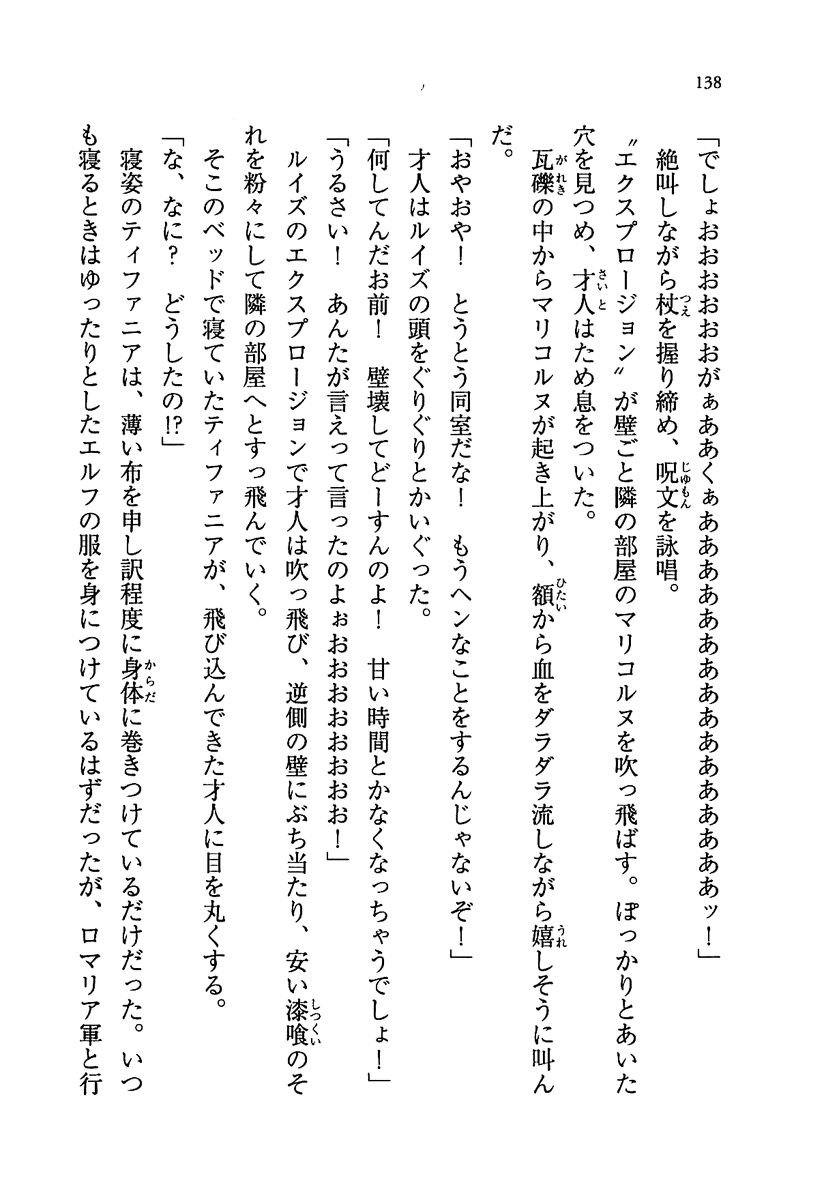 138
「でしょおおおおおおがぁああくぁああああああああああああああああッ！」
絶叫しながら杖を握り締め、呪文を詠唱。
〝エクスプロージョン〟が壁ごと隣の部屋のマリコルヌを吹っ飛ばす。ぽっかりとあいた
穴を見つめ、才人はため息をついた。
瓦礫の中からマリコルヌが起き上がり、額から血をダラダラ流しながら嬉しそうに叫ん
だ。
「おやおや！　とうとう同室だな！　もうヘンなことをするんじゃないぞ！」
才人はルイズの頭をぐりぐりとかいぐった。
「何してんだお前！　壁壊してどーすんのよ！　甘い時間とかなくなっちゃうでしょ！」
「うるさい！　あんたが言えって言ったのよぉおおおおおおおお！」
ルイズのエクスプロージョンで才人は吹っ飛び、逆側の壁にぶち当たり、安い漆喰のそ
れを粉々にして隣の部屋へとすっ飛んでいく。
そこのベッドで寝ていたティファニアが、飛び込んできた才人に目を丸くする。
「な、なに？　どうしたの!?」
寝姿のティファニアは、薄い布を申し訳程度に身体に巻きつけているだけだった。いつ
も寝るときはゆったりとしたエルフの服を身につけているはずだったが、ロマリア軍と行